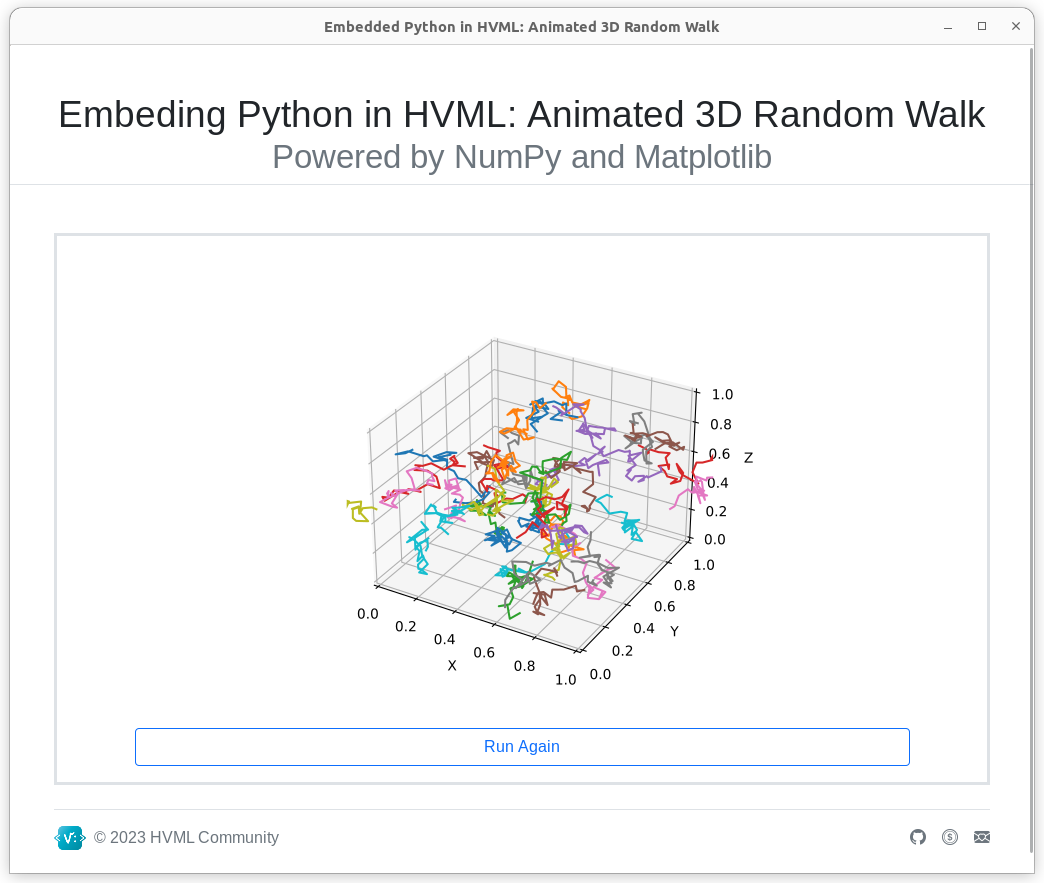 Embedded Python in HVML: Animated 3D Random Walk
Embeding Python in HVML: Animated 3D Random Walk
Powered by NumPy and Matplotlib
1.0
0.8
0.6
Z
0.4
0.2
0.0
1.0
0.8
0.6
0.4
Y
0.2
0.0
0.0
0.2
0.4
0.6
0.8
1.0
X
Run Again
V
© 2023 HVML Community
$